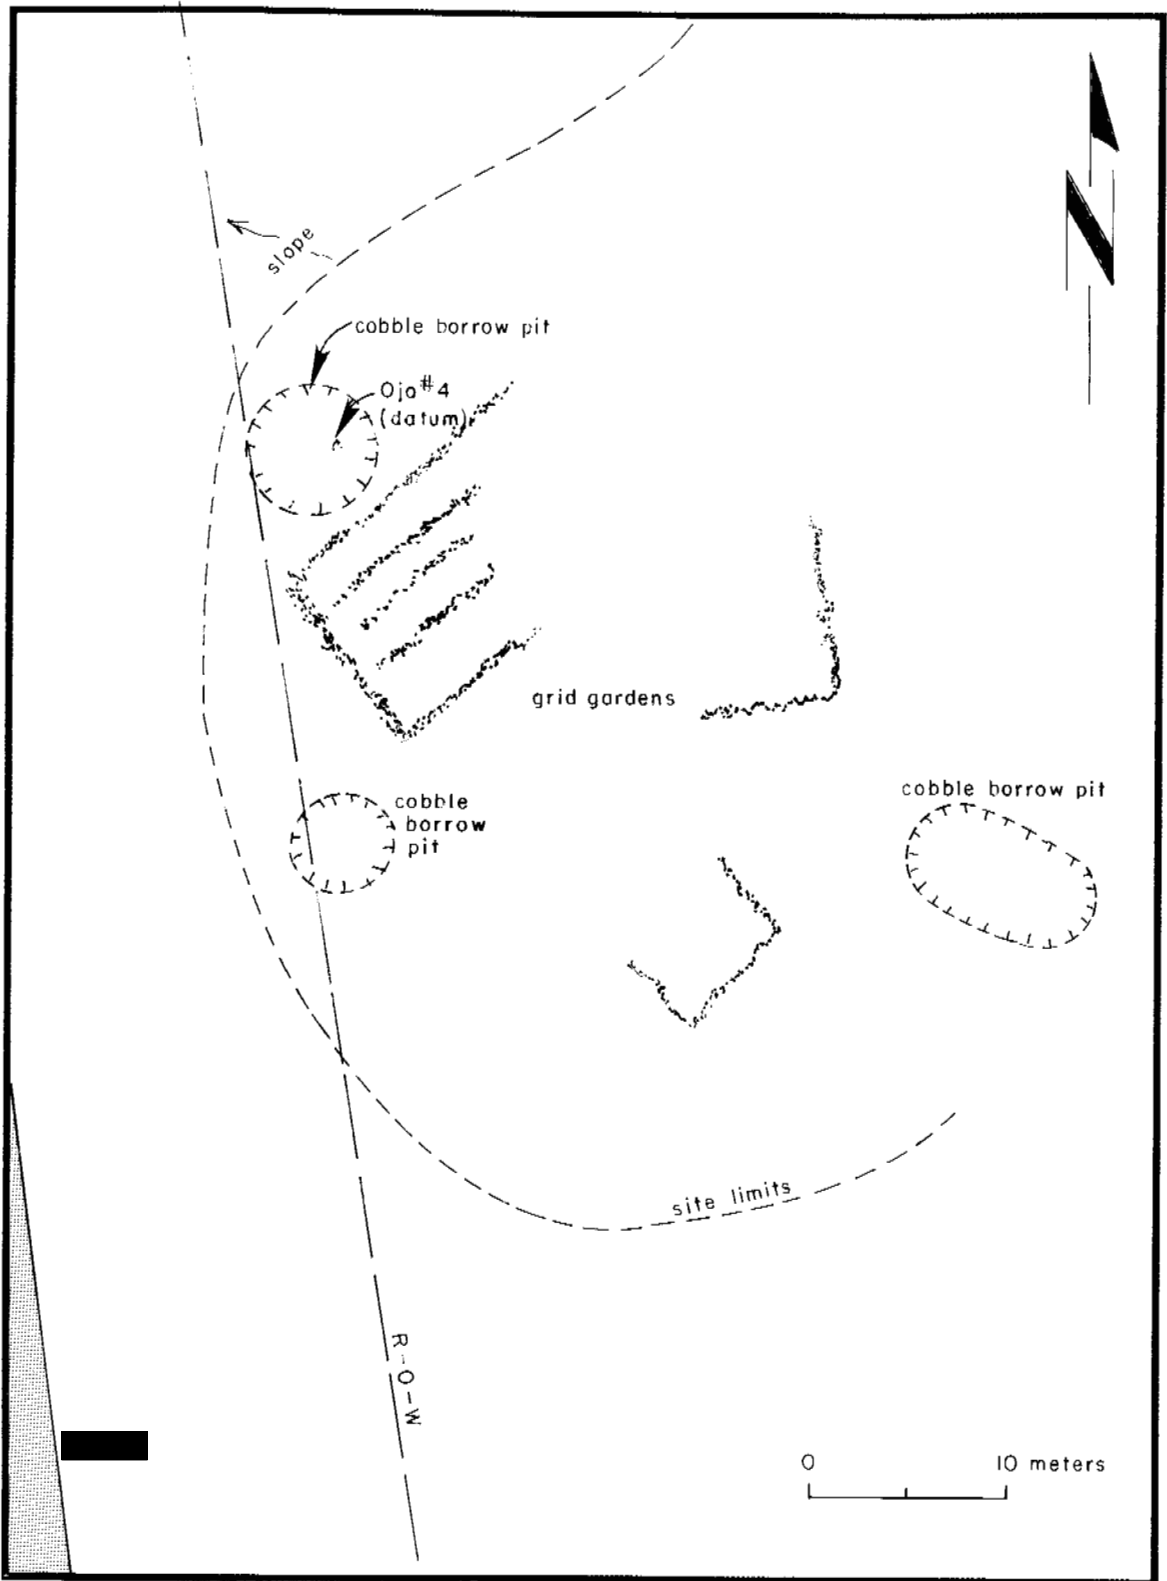 N
slope
cobble borrow pit
Ojo #4
(datum)
grid gardens
cobble borrow pit
cobble
borrow
pit
site limits
R-O-W
0 10 meters